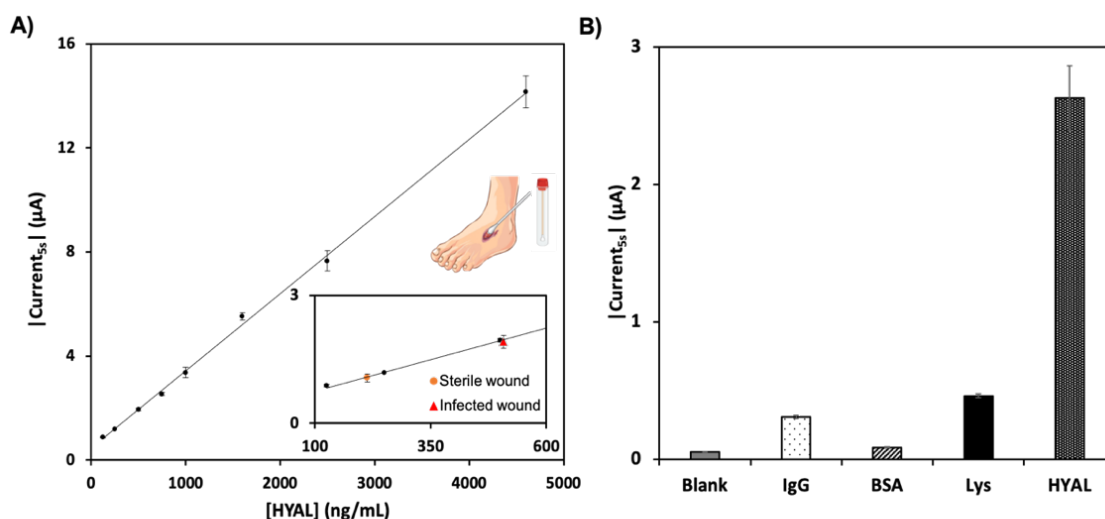 A)
|Current5s| (µA)
16
12
8
4
0
0 1000 2000 3000 4000 5000
[HYAL] (ng/mL)
3
0
100 350 600
Sterile wound
Infected wound
B)
|Current5s| (µA)
3
2
1
0
Blank IgG BSA Lys HYAL